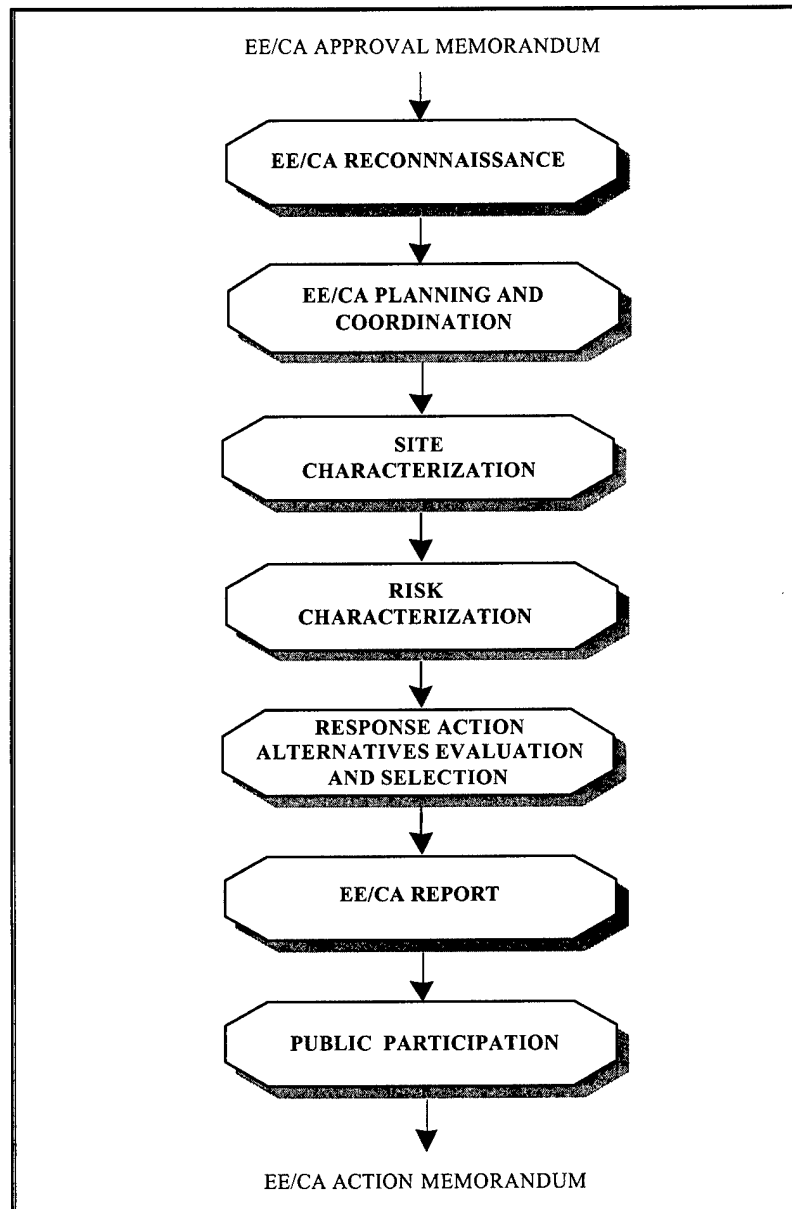 EE/CA APPROVAL MEMORANDUM
EE/CA RECONNNAISSANCE
EE/CA PLANNING AND
COORDINATION
SITE
CHARACTERIZATION
RISK
CHARACTERIZATION
RESPONSE ACTION
ALTERNATIVES EVALUATION
AND SELECTION
EE/CA REPORT
PUBLIC PARTICIPATION
EE/CA ACTION MEMORANDUM